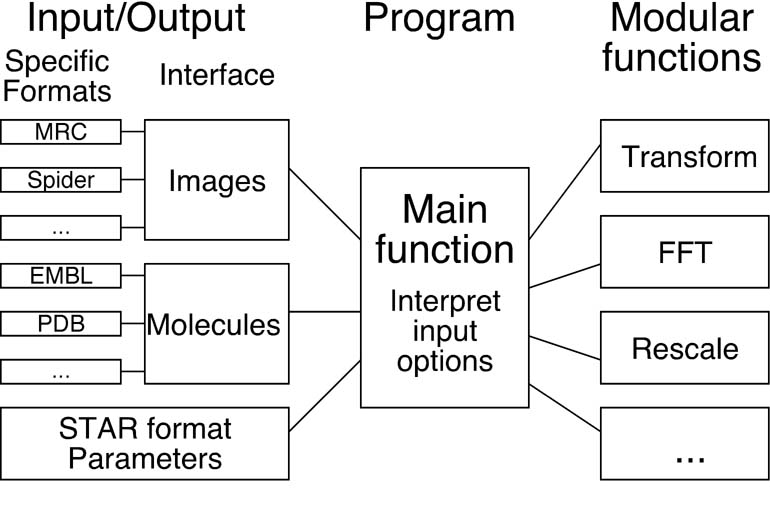 Input/Output
Program
Modular
functions
Specific
Formats
Interface
MRC
Spider
...
Images
EMBL
PDB
...
Molecules
STAR format
Parameters
Main
function
Interpret
input
options
Transform
FFT
Rescale
...